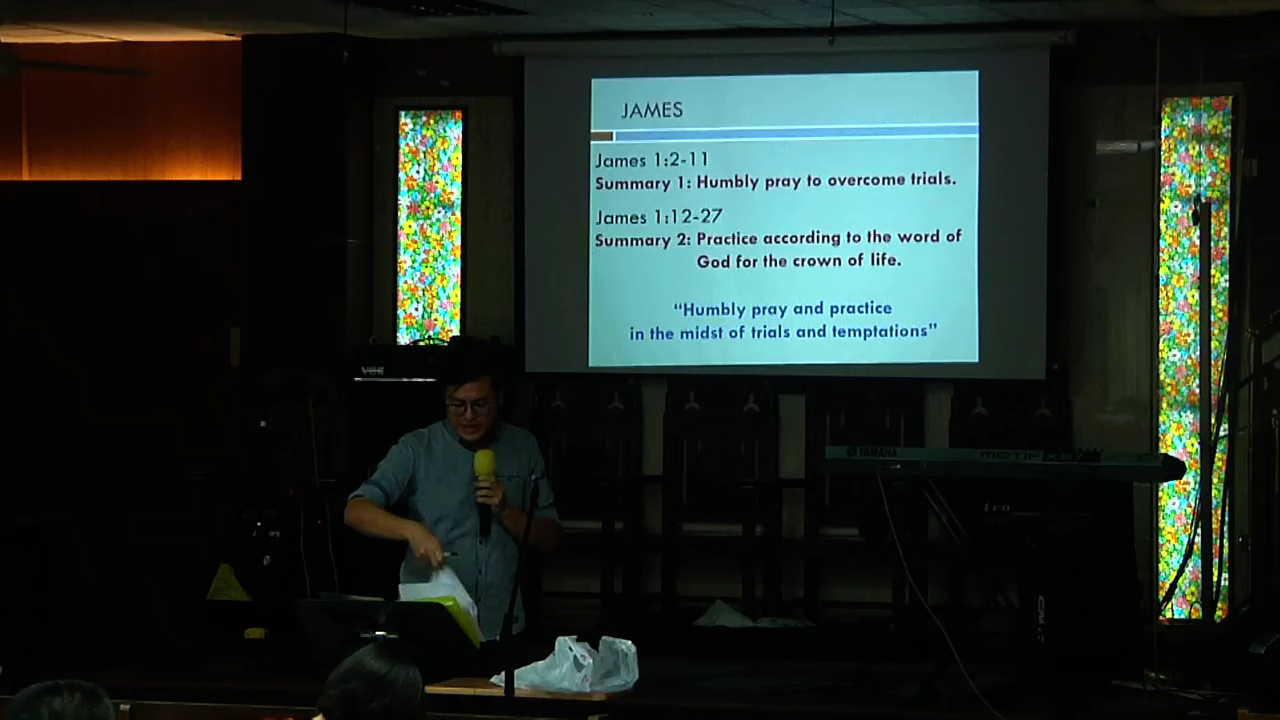 JAMES
James 1:2-11
Summary 1: Humbly pray to overcome trials.
James 1:12-27
Summary 2: Practice according to the word of
God for the crown of life.
“Humbly pray and practice
in the midst of trials and temptations”
VOX
YAMAHA MOTIF XS